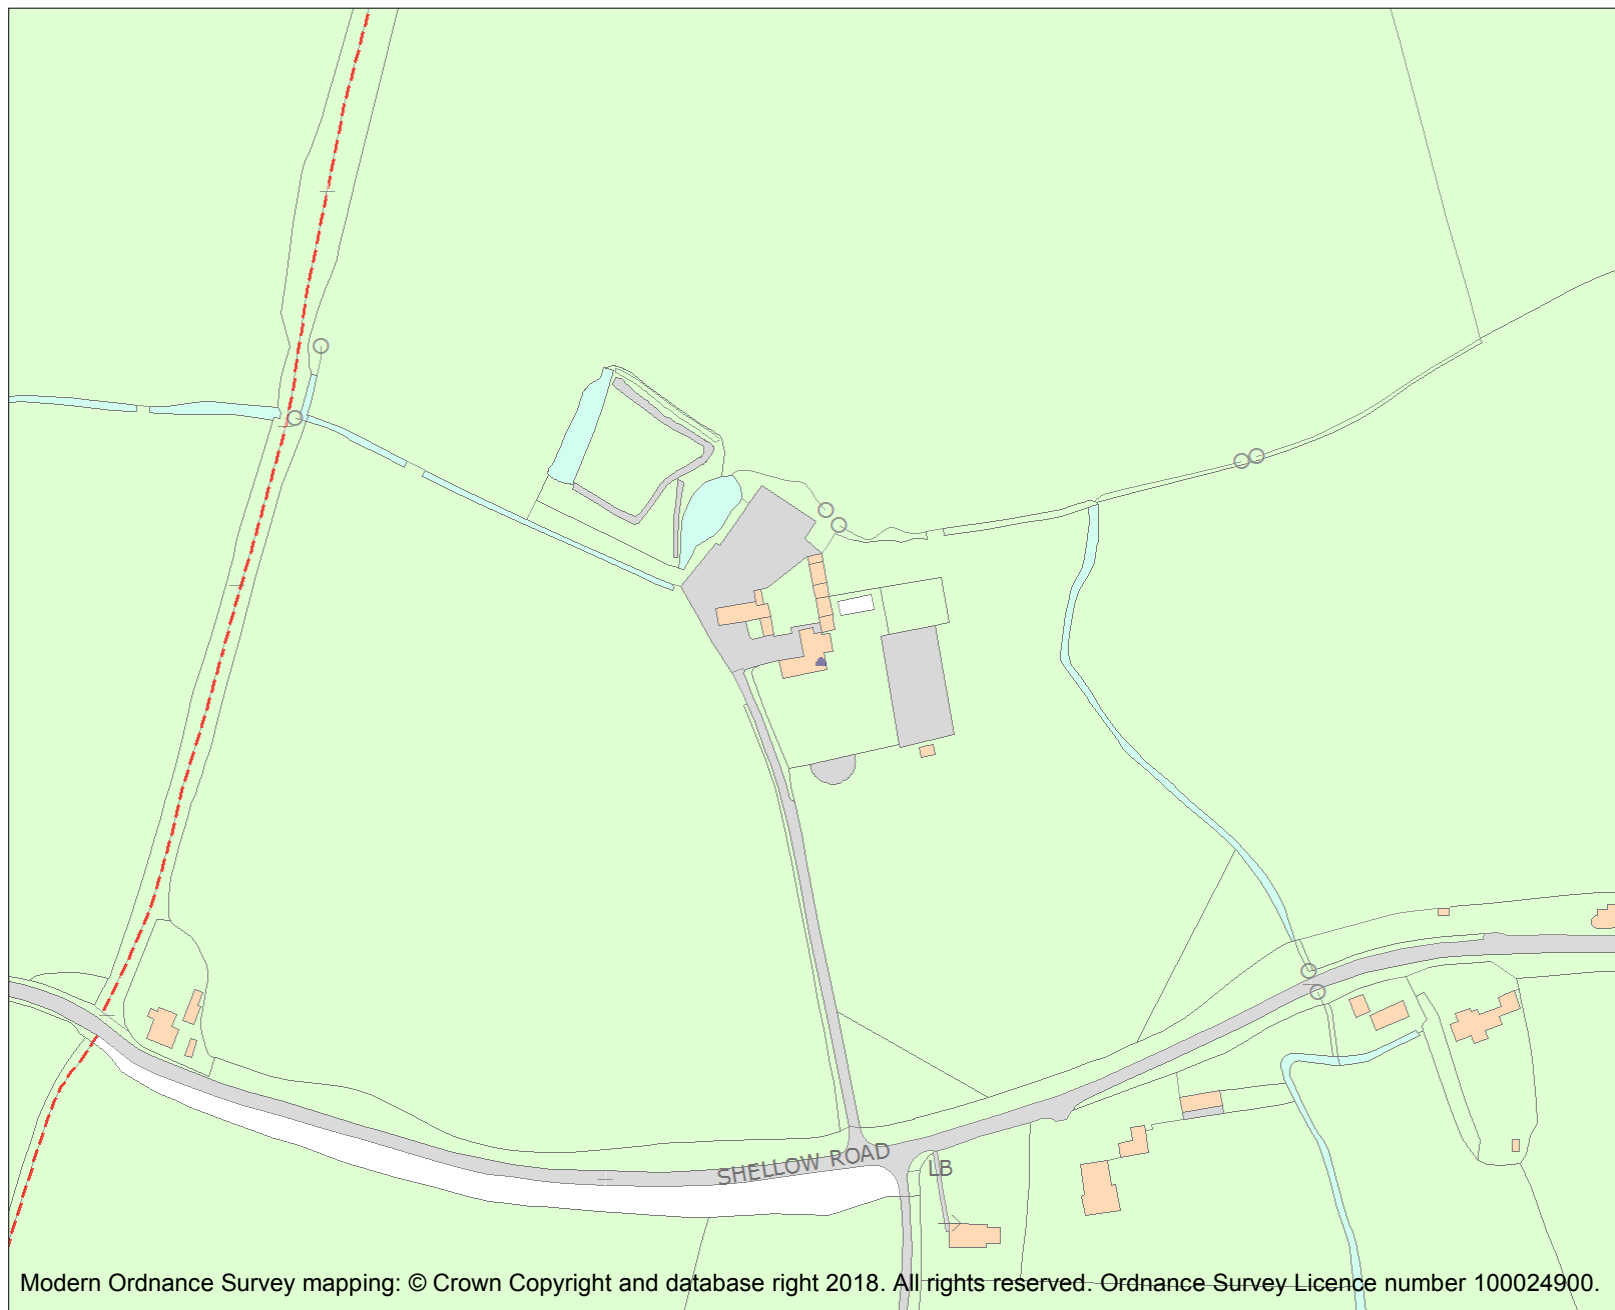 SHELLOW ROAD
LB
Modern Ordnance Survey mapping: © Crown Copyright and database right 2018. All rights reserved. Ordnance Survey Licence number 100024900.